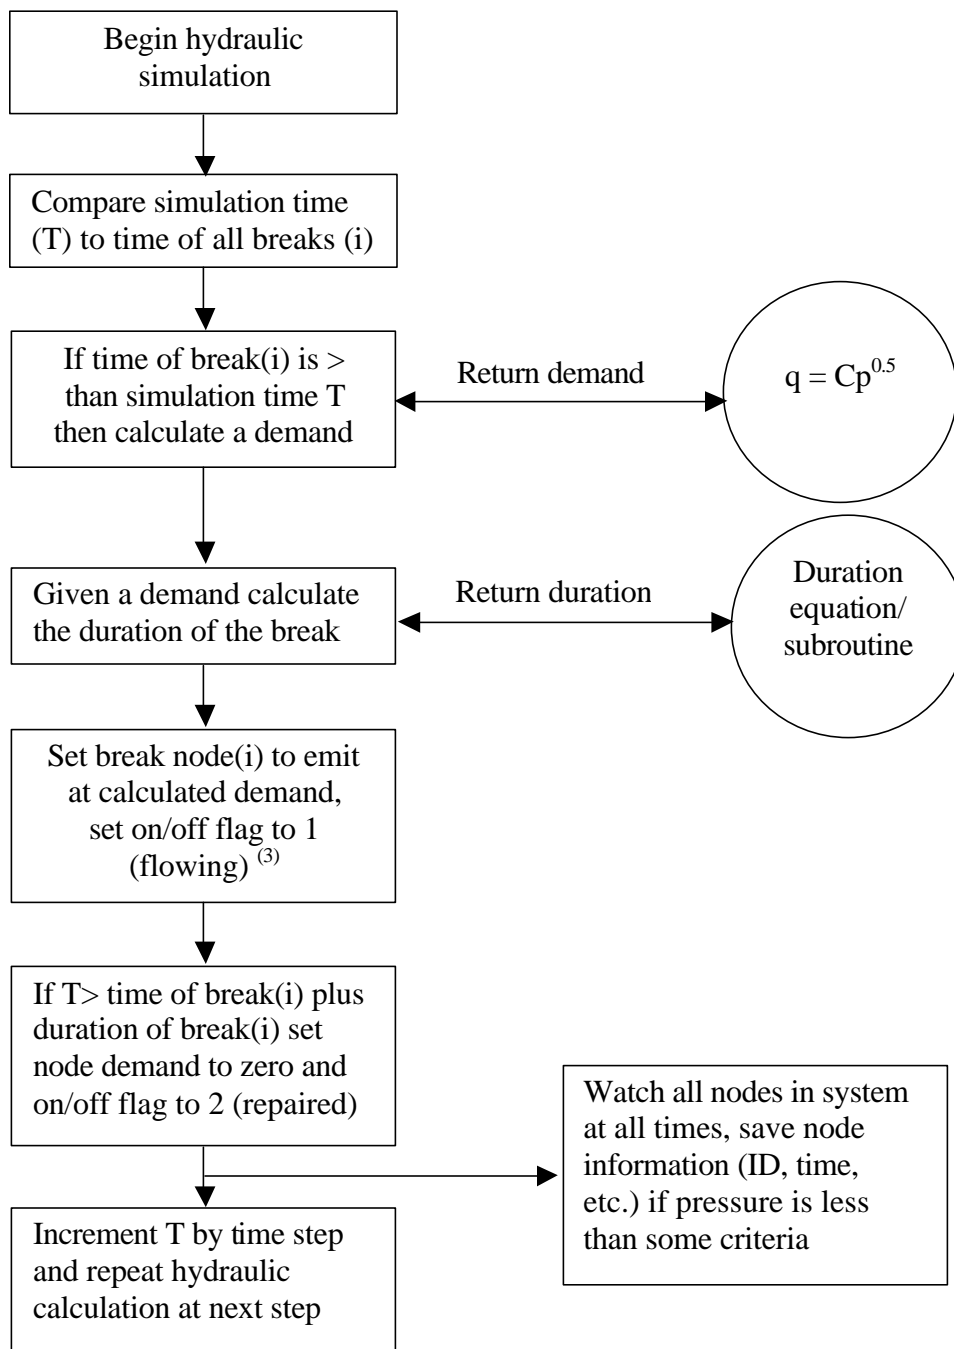 Begin hydraulic
simulation
Compare simulation time
(T) to time of all breaks (i)
If time of break(i) is >
than simulation time T
then calculate a demand
Return demand
q = Cp^0.5
Given a demand calculate
the duration of the break
Return duration
Duration
equation/
subroutine
Set break node(i) to emit
at calculated demand,
set on/off flag to 1
(flowing) (3)
If T> time of break(i) plus
duration of break(i) set
node demand to zero and
on/off flag to 2 (repaired)
Watch all nodes in system
at all times, save node
information (ID, time,
etc.) if pressure is less
than some criteria
Increment T by time step
and repeat hydraulic
calculation at next step